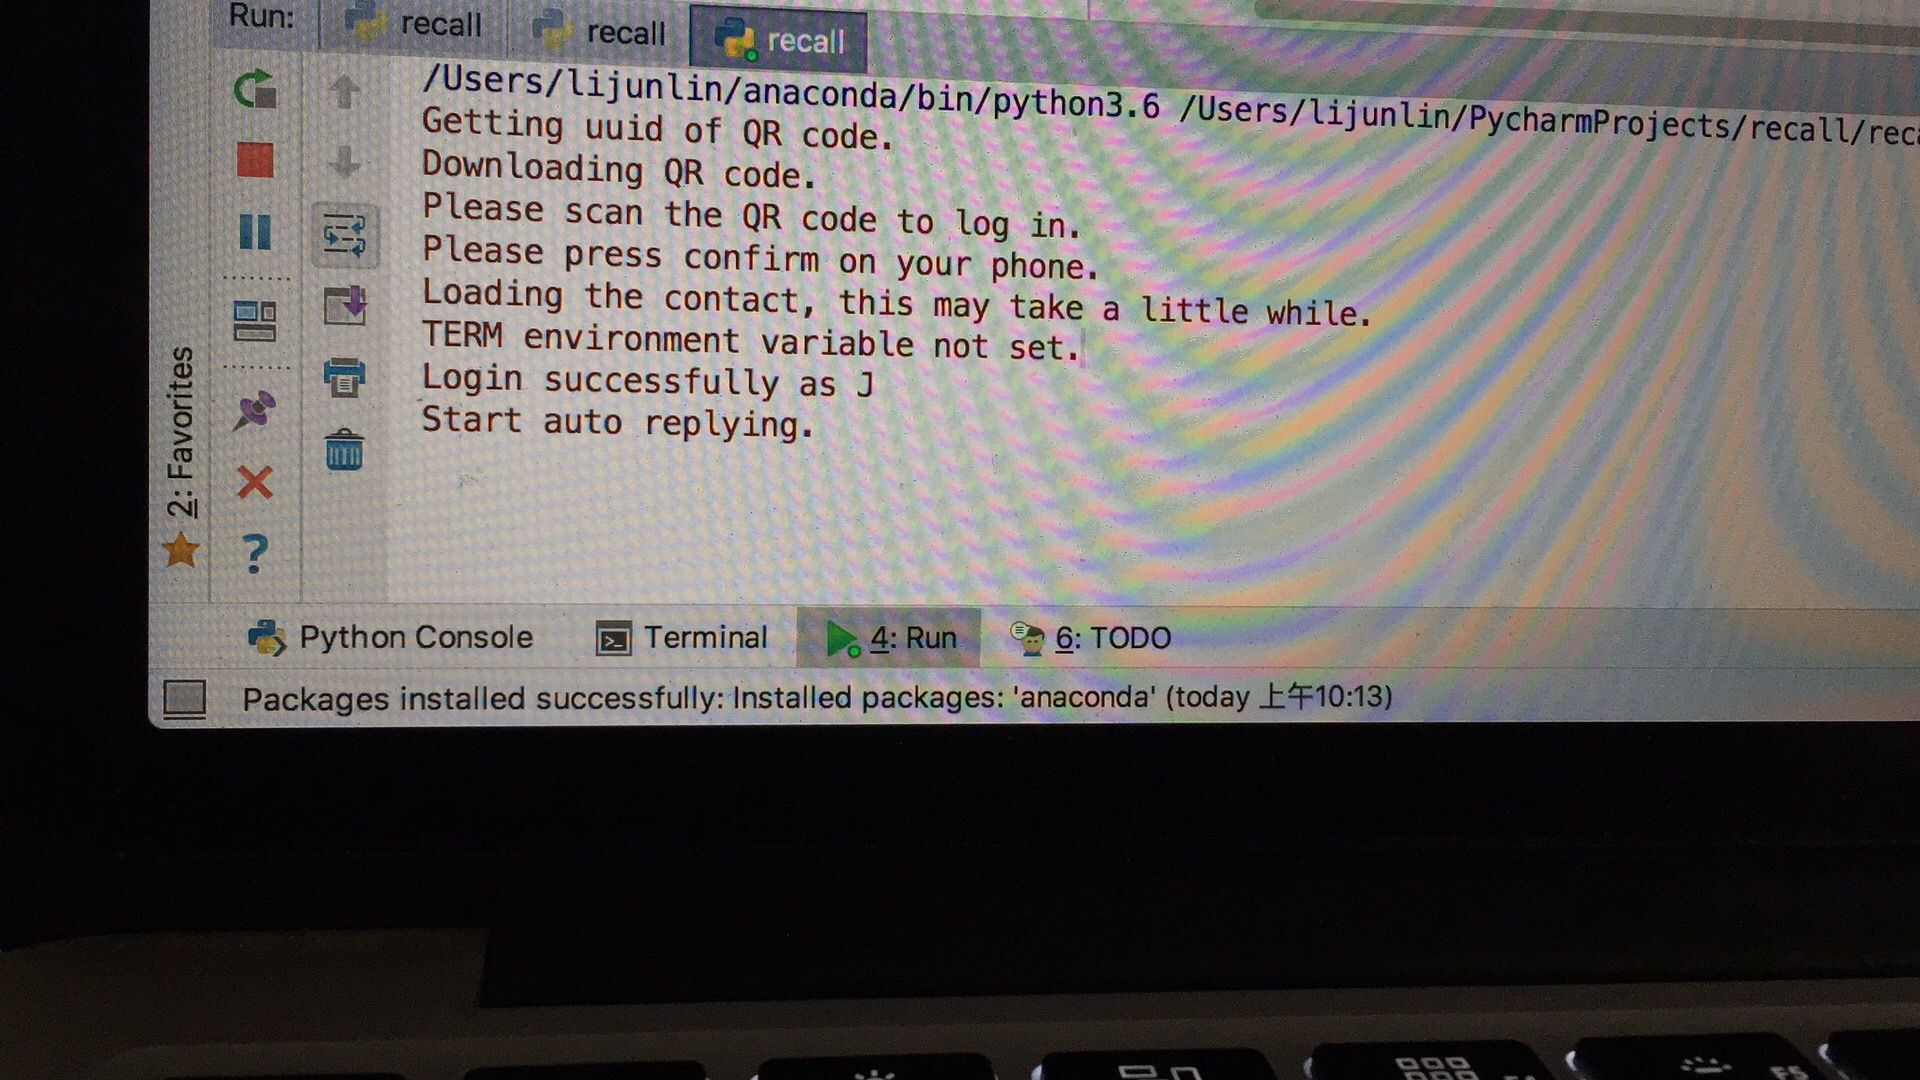 Run: recall recall recall
/Users/lijunlin/anaconda/bin/python3.6 /Users/lijunlin/PycharmProjects/recall/rec
Getting uuid of QR code.
Downloading QR code.
Please scan the QR code to log in.
Please press confirm on your phone.
Loading the contact, this may take a little while.
TERM environment variable not set.
Login successfully as J
Start auto replying.
2: Favorites
?
Python Console Terminal 4: Run 6: TODO
Packages installed successfully: Installed packages: 'anaconda' (today 上午10:13)
F5